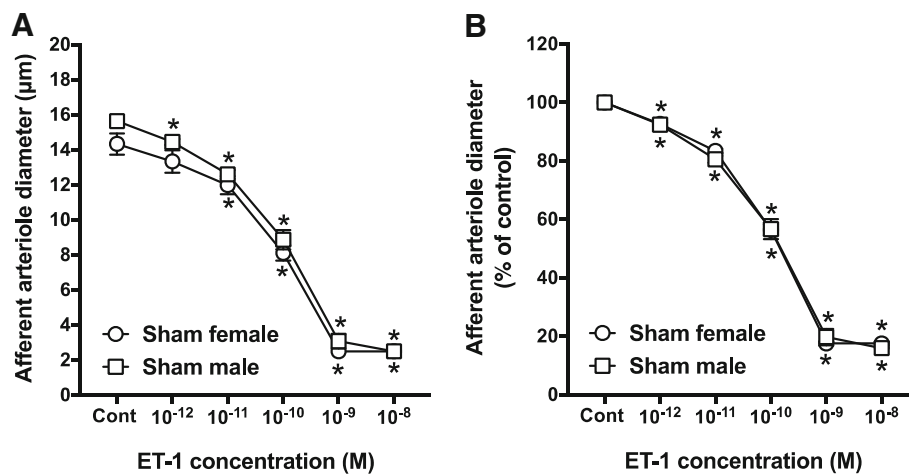 A
Afferent arteriole diameter (µm)
20
18
16
14
12
10
8
6
4
2
0
* * * * *
* * * *
Sham female
Sham male
Cont 10-12 10-11 10-10 10-9 10-8
ET-1 concentration (M)
B
Afferent arteriole diameter
(% of control)
120
100
80
60
40
20
0
* * * * *
* * * * *
Sham female
Sham male
Cont 10-12 10-11 10-10 10-9 10-8
ET-1 concentration (M)